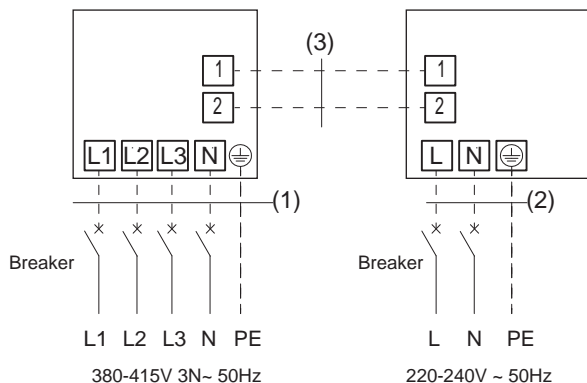 (3)
1 1
2 2
L1 L2 L3 N L N
(1) (2)
Breaker Breaker
L1 L2 L3 N PE L N PE
380-415V 3N~ 50Hz 220-240V ~ 50Hz